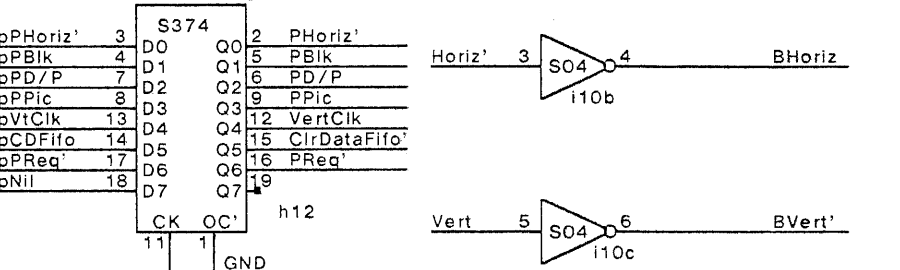 S374
pPHoriz' 3 D0 Q0 2 PHoriz'
pPBlk 4 D1 Q1 5 PBlk
pPD/P 7 D2 Q2 6 PD/P
pPPic 8 D3 Q3 9 PPic
pVtClk 13 D4 Q4 12 VertClk
pCDFifo 14 D5 Q5 15 ClrDataFifo'
pPReq' 17 D6 Q6 16 PReq'
pNil 18 D7 Q7 19
CK OC' h12
11 1 GND
Horiz' 3 S04 4 BHoriz
i10b
Vert 5 S04 6 BVert'
i10c